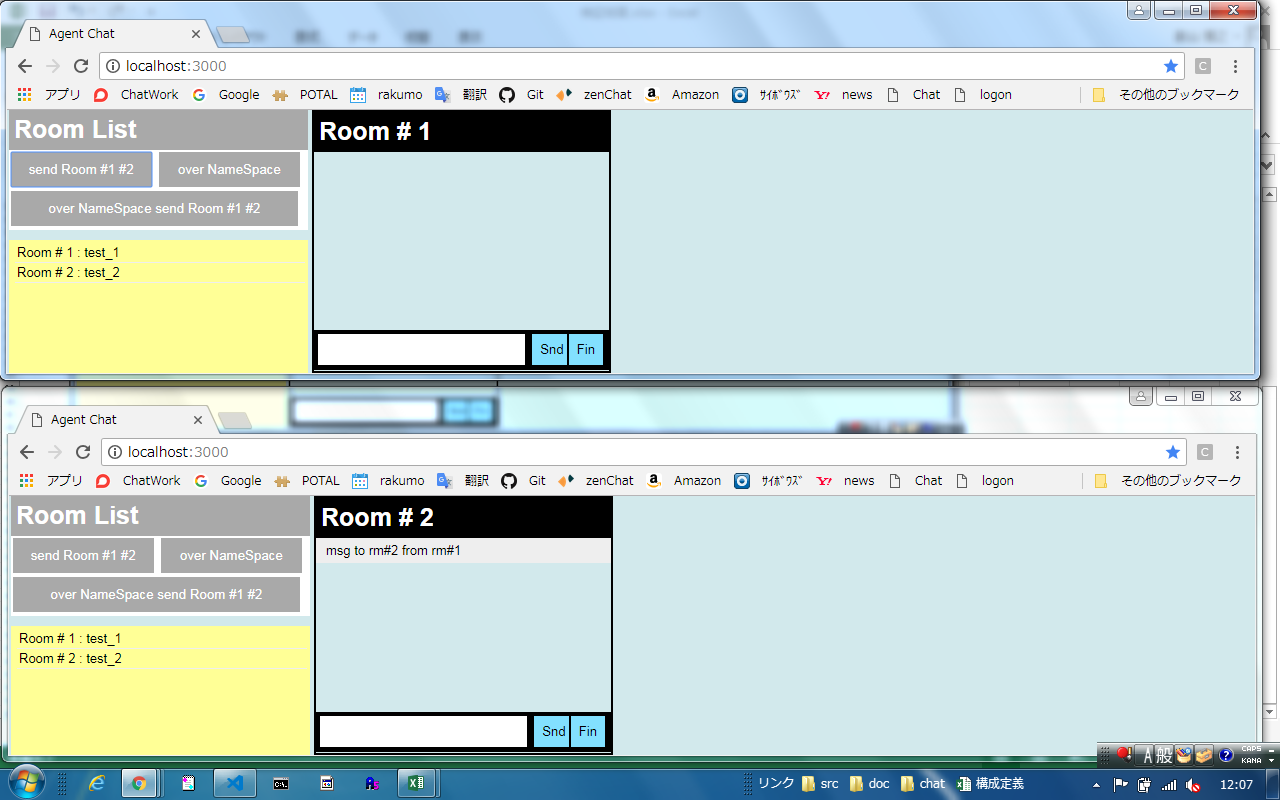 Agent Chat
localhost:3000
C
アプリ ChatWork Google POTAL rakumo 翻訳 Git zenChat Amazon ｻｲﾎﾞｳｽﾞ news Chat logon その他のブックマーク
Room List
send Room #1 #2 over NameSpace
over NameSpace send Room #1 #2
Room # 1 : test_1
Room # 2 : test_2
Room # 1
Snd Fin
Agent Chat
localhost:3000
C
アプリ ChatWork Google POTAL rakumo 翻訳 Git zenChat Amazon ｻｲﾎﾞｳｽﾞ news Chat logon その他のブックマーク
Room List
send Room #1 #2 over NameSpace
over NameSpace send Room #1 #2
Room # 1 : test_1
Room # 2 : test_2
Room # 2
msg to rm#2 from rm#1
Snd Fin
A 般 CAPS
KANA
リンク src doc chat 構成定義 12:07